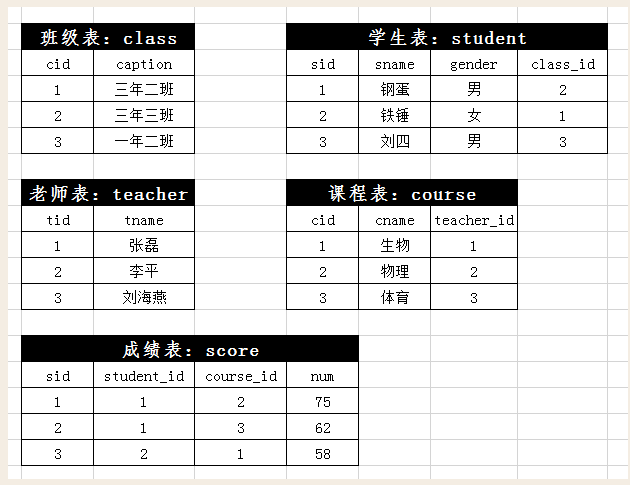 班级表：class
cid caption
1 三年二班
2 三年三班
3 一年二班
学生表：student
sid sname gender class_id
1 钢蛋 男 2
2 铁锤 女 1
3 刘四 男 3
老师表：teacher
tid tname
1 张磊
2 李平
3 刘海燕
课程表：course
cid cname teacher_id
1 生物 1
2 物理 2
3 体育 3
成绩表：score
sid student_id course_id num
1 1 2 75
2 1 3 62
3 2 1 58